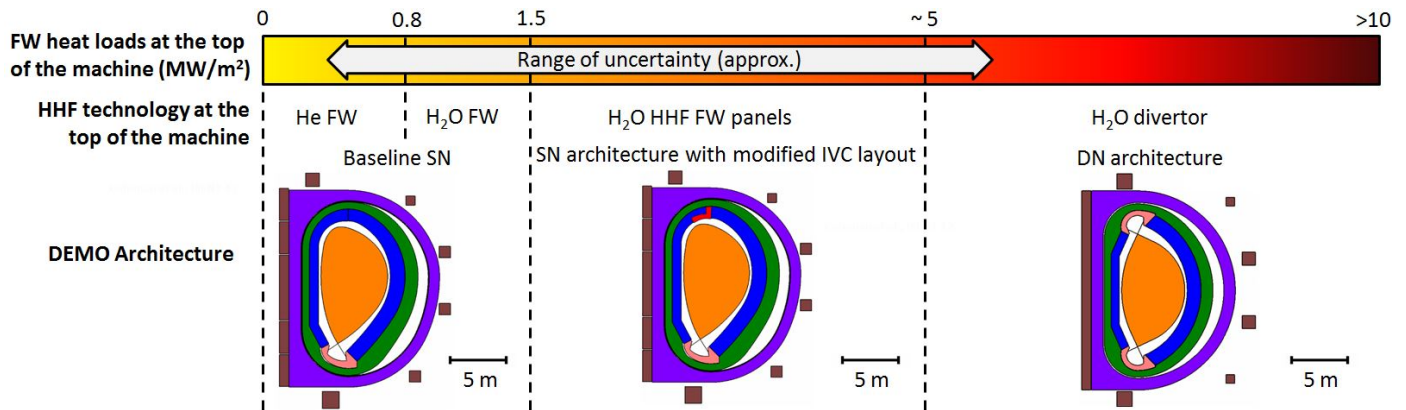 0 0.8 1.5 ~ 5 >10
FW heat loads at the top
of the machine (MW/m²)
Range of uncertainty (approx.)
HHF technology at the
top of the machine
He FW H₂O FW H₂O HHF FW panels H₂O divertor
Baseline SN SN architecture with modified IVC layout DN architecture
DEMO Architecture
5 m 5 m 5 m